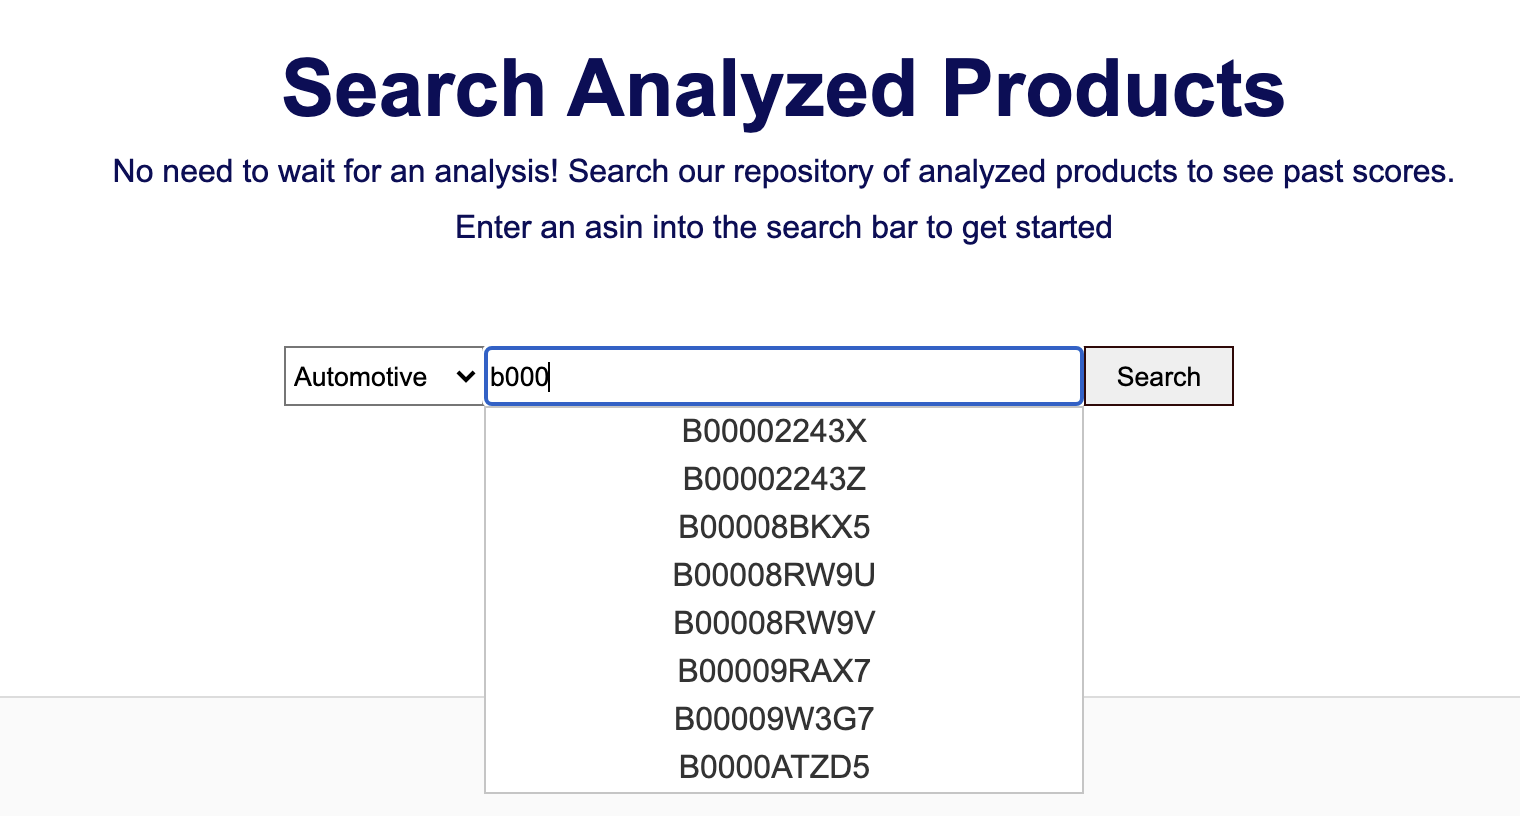 Search Analyzed Products
No need to wait for an analysis! Search our repository of analyzed products to see past scores.
Enter an asin into the search bar to get started
Automotive b000 Search
B00002243X
B00002243Z
B00008BKX5
B00008RW9U
B00008RW9V
B00009RAX7
B00009W3G7
B0000ATZD5